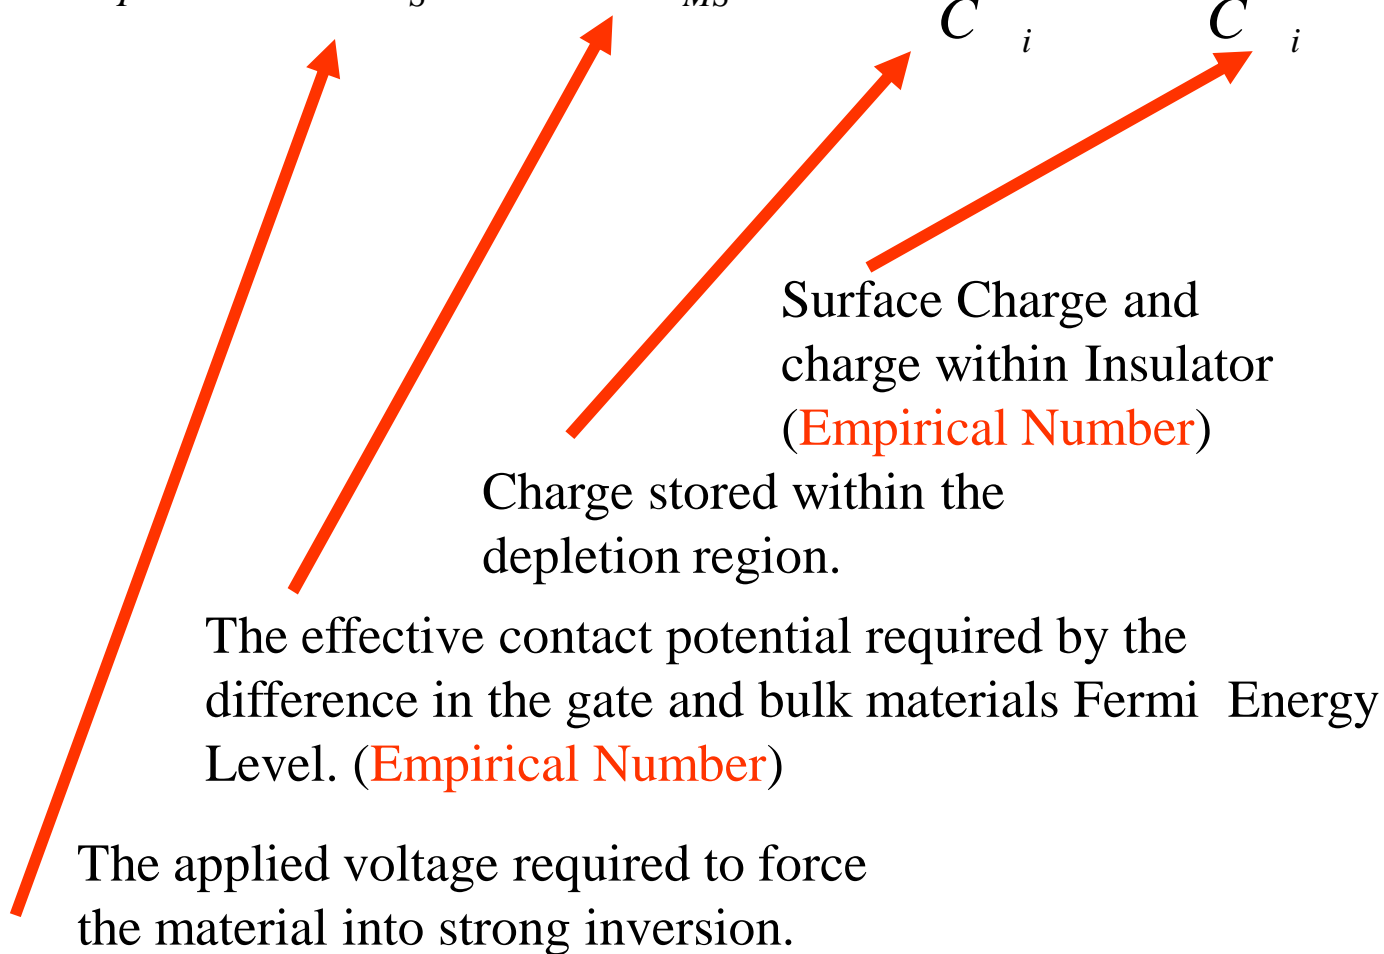 S MS C i C i
Surface Charge and
charge within Insulator
(Empirical Number)
Charge stored within the
depletion region.
The effective contact potential required by the
difference in the gate and bulk materials Fermi Energy
Level. (Empirical Number)
The applied voltage required to force
the material into strong inversion.